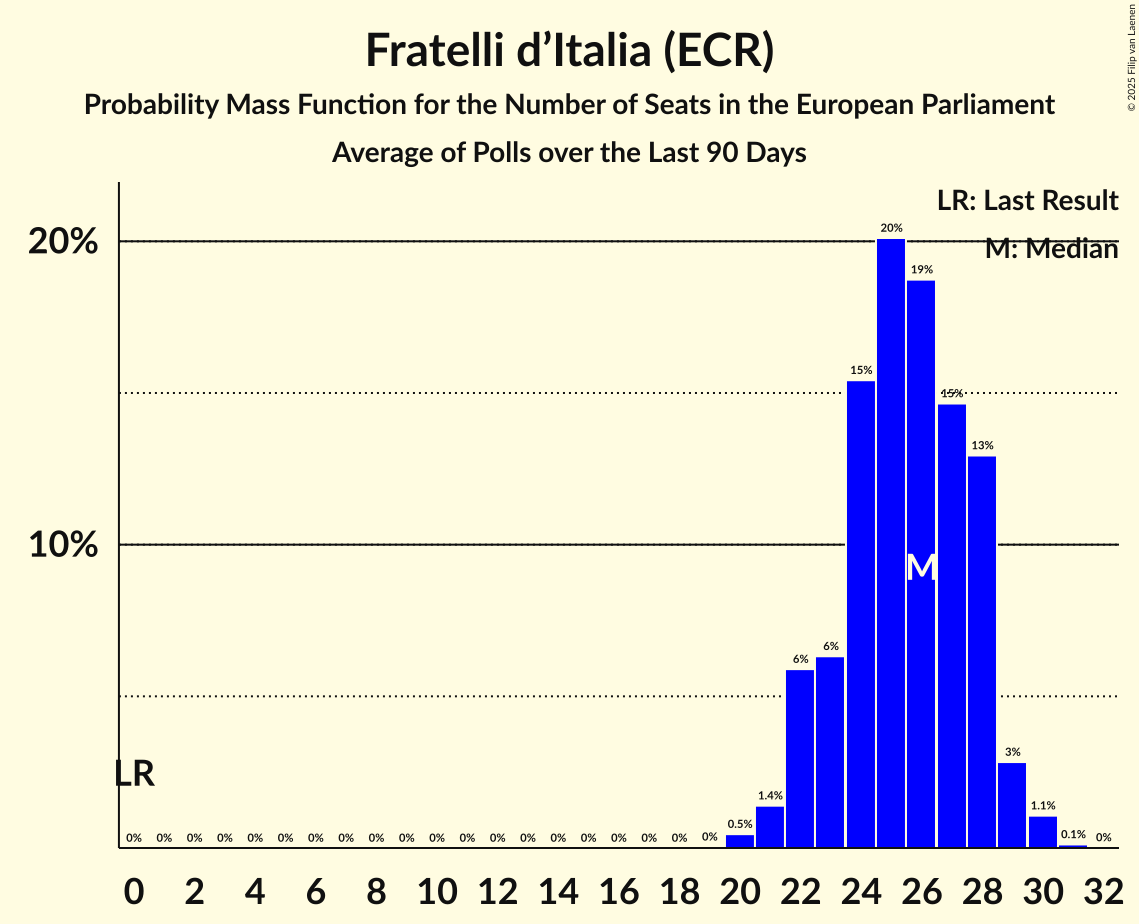 Fratelli d’Italia (ECR)
Probability Mass Function for the Number of Seats in the European Parliament
Average of Polls over the Last 90 Days
© 2025 Filip van Laenen
LR: Last Result
M: Median
20%
10%
20%
19%
15%
15%
13%
6%
6%
M
LR
3%
0% 0% 0% 0% 0% 0% 0% 0% 0% 0% 0% 0% 0% 0% 0% 0% 0% 0% 0% 0% 0.5% 1.4% 1.1% 0.1% 0%
0 2 4 6 8 10 12 14 16 18 20 22 24 26 28 30 32